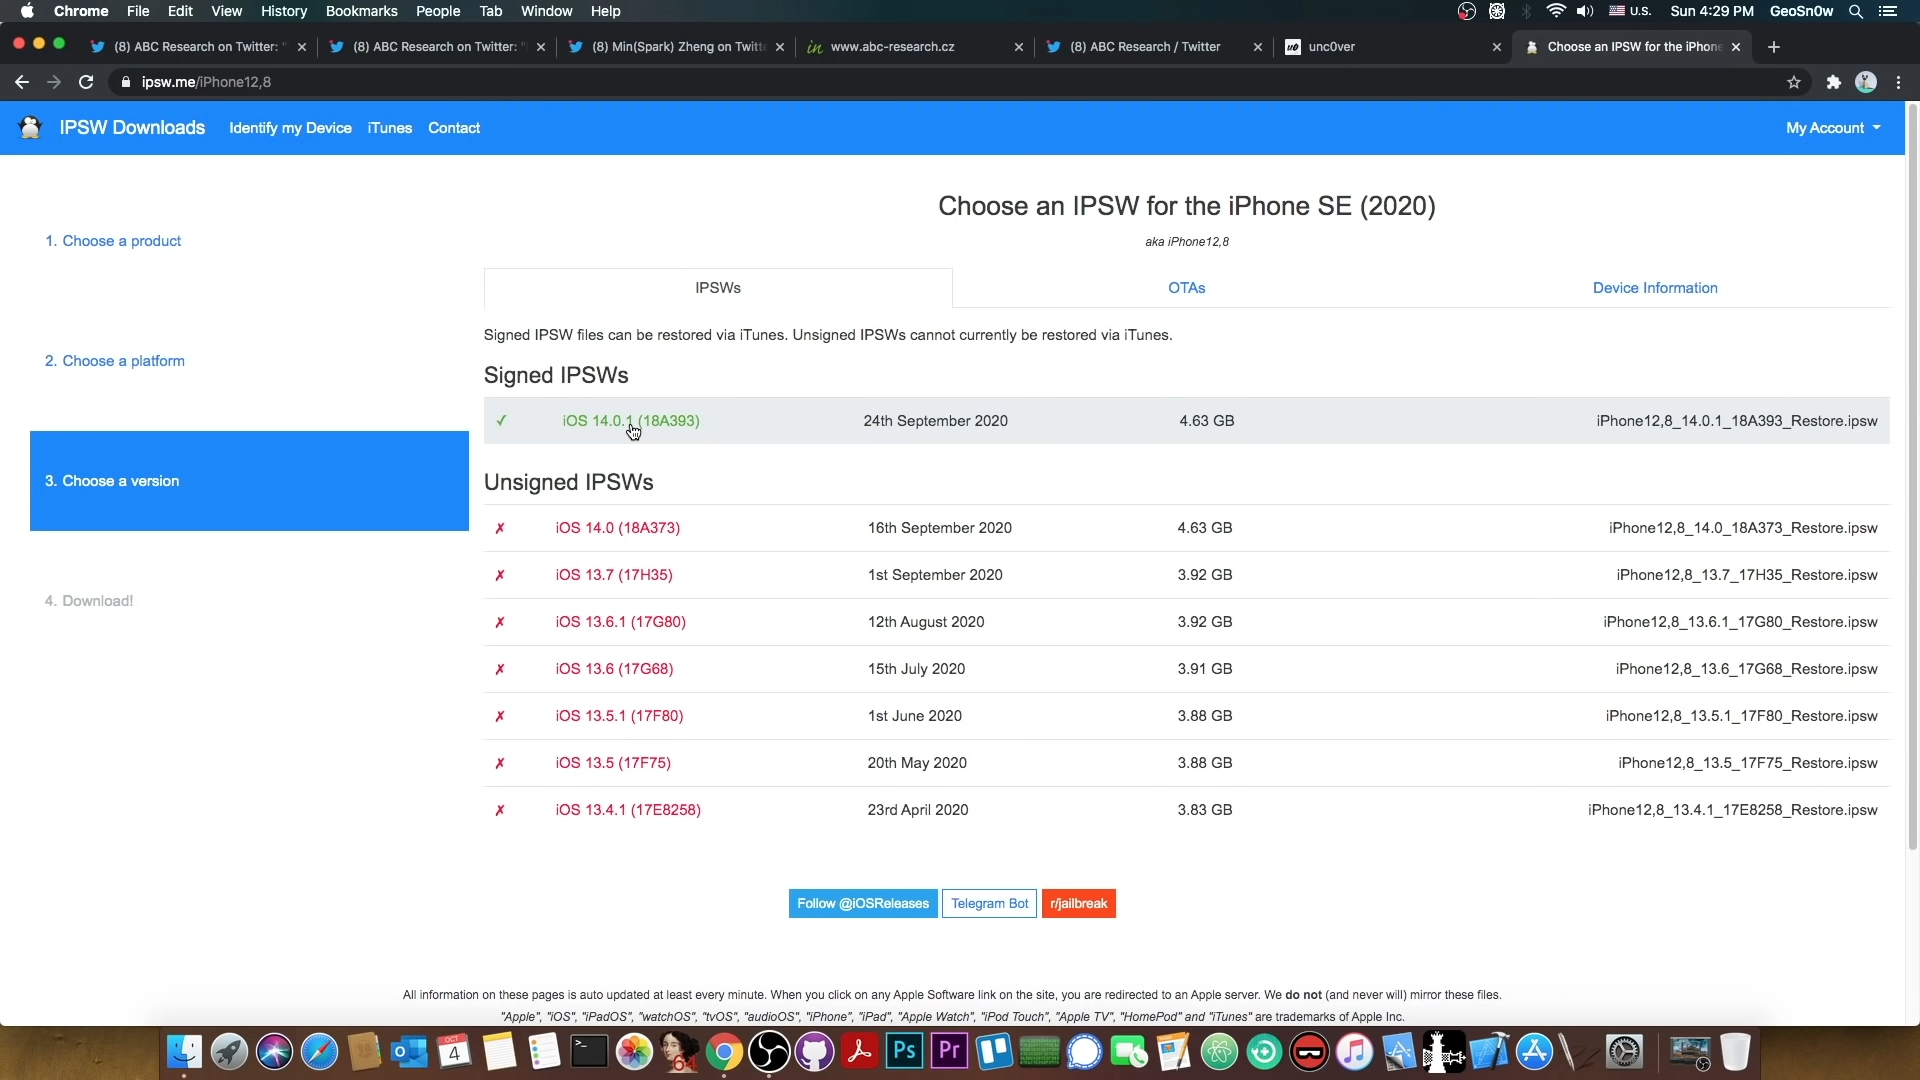 Chrome File Edit View History Bookmarks People Tab Window Help U.S. Sun 4:29 PM GeoSn0w
(8) ABC Research on Twitter: " (8) ABC Research on Twitter: " (8) Min(Spark) Zheng on Twitt www.abc-research.cz (8) ABC Research / Twitter unc0ver Choose an IPSW for the iPhone
ipsw.me/iPhone12,8
IPSW Downloads Identify my Device iTunes Contact My Account
Choose an IPSW for the iPhone SE (2020)
aka iPhone12,8
1. Choose a product
2. Choose a platform
3. Choose a version
4. Download!
IPSWs OTAs Device Information
Signed IPSW files can be restored via iTunes. Unsigned IPSWs cannot currently be restored via iTunes.
Signed IPSWs
✓ iOS 14.0.1 (18A393) 24th September 2020 4.63 GB iPhone12,8_14.0.1_18A393_Restore.ipsw
Unsigned IPSWs
✗ iOS 14.0 (18A373) 16th September 2020 4.63 GB iPhone12,8_14.0_18A373_Restore.ipsw
✗ iOS 13.7 (17H35) 1st September 2020 3.92 GB iPhone12,8_13.7_17H35_Restore.ipsw
✗ iOS 13.6.1 (17G80) 12th August 2020 3.92 GB iPhone12,8_13.6.1_17G80_Restore.ipsw
✗ iOS 13.6 (17G68) 15th July 2020 3.91 GB iPhone12,8_13.6_17G68_Restore.ipsw
✗ iOS 13.5.1 (17F80) 1st June 2020 3.88 GB iPhone12,8_13.5.1_17F80_Restore.ipsw
✗ iOS 13.5 (17F75) 20th May 2020 3.88 GB iPhone12,8_13.5_17F75_Restore.ipsw
✗ iOS 13.4.1 (17E8258) 23rd April 2020 3.83 GB iPhone12,8_13.4.1_17E8258_Restore.ipsw
Follow @iOSReleases Telegram Bot r/jailbreak
All information on these pages is auto updated at least every minute. When you click on any Apple Software link on the site, you are redirected to an Apple server. We do not (and never will) mirror these files.
"Apple", "iOS", "iPadOS", "watchOS", "tvOS", "audioOS", "iPhone", "iPad", "Apple Watch", "iPod Touch", "Apple TV", "HomePod" and "iTunes" are trademarks of Apple Inc.
OCT 4 64 Ps Pr